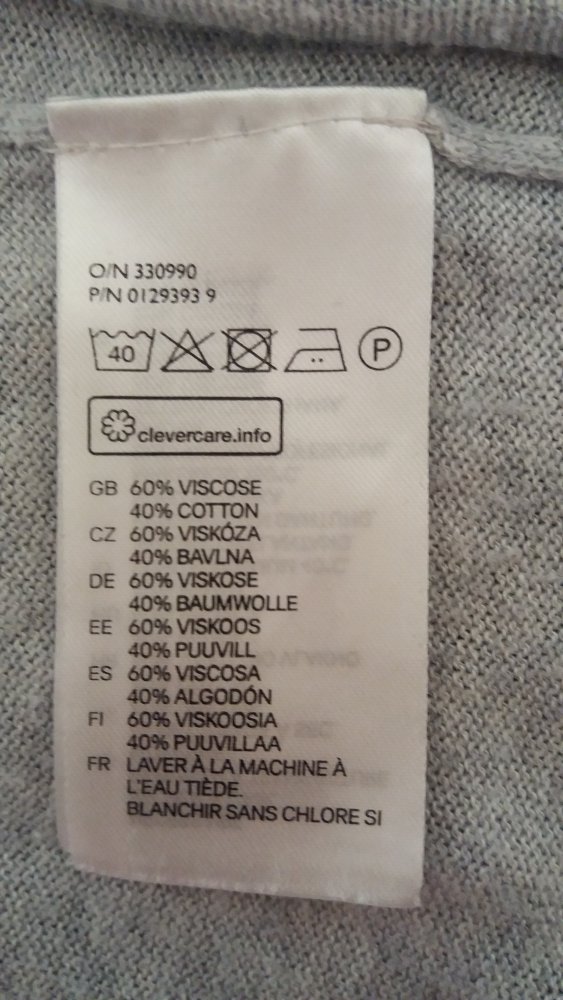 O/N 330990
P/N 0129393 9
40 P
clevercare.info
GB 60% VISCOSE
40% COTTON
CZ 60% VISKÓZA
40% BAVLNA
DE 60% VISKOSE
40% BAUMWOLLE
EE 60% VISKOOS
40% PUUVILL
ES 60% VISCOSA
40% ALGODÓN
FI 60% VISKOOSIA
40% PUUVILLAA
FR LAVER À LA MACHINE À
L'EAU TIÈDE.
BLANCHIR SANS CHLORE SI